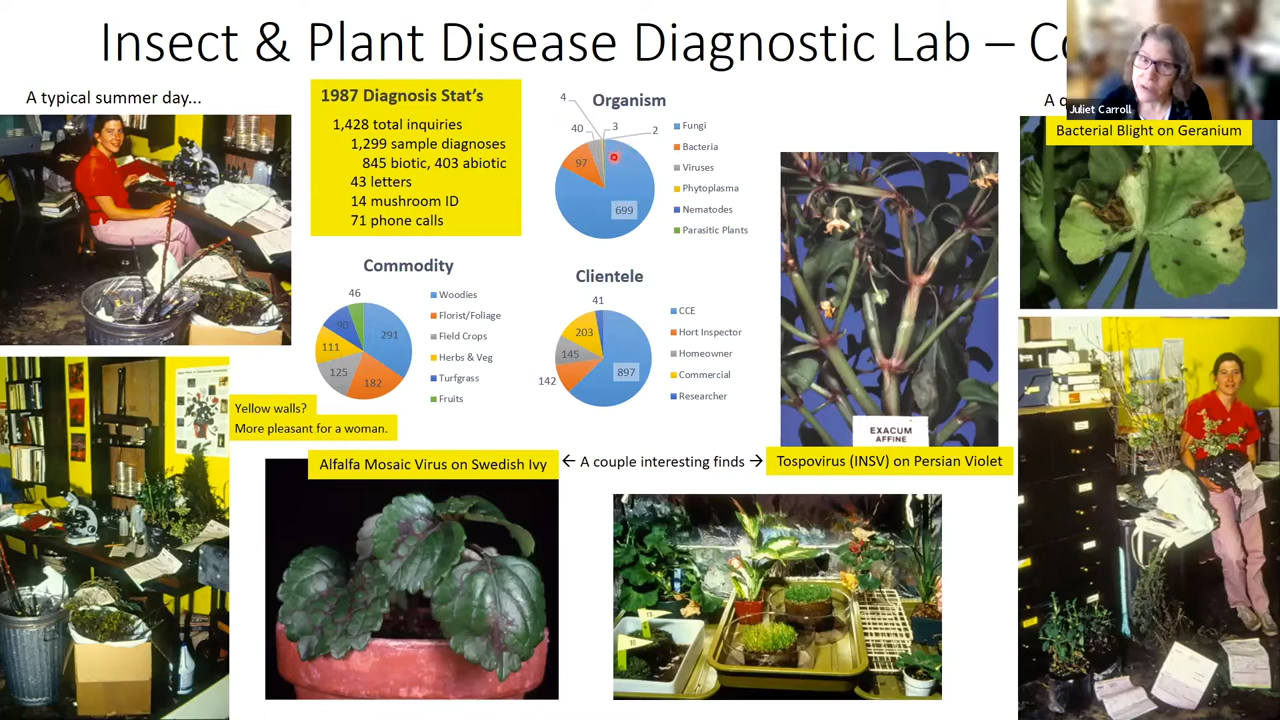 Insect & Plant Disease Diagnostic Lab –
Juliet Carroll
A typical summer day...
1987 Diagnosis Stat's
1,428 total inquiries
1,299 sample diagnoses
845 biotic, 403 abiotic
43 letters
14 mushroom ID
71 phone calls
Organism
4
3
2
40
97
699
Fungi
Bacteria
Viruses
Phytoplasma
Nematodes
Parasitic Plants
Bacterial Blight on Geranium
Commodity
46
90
291
111
125
182
Woodies
Florist/Foliage
Field Crops
Herbs & Veg
Turfgrass
Fruits
Clientele
41
203
145
142
897
CCE
Hort Inspector
Homeowner
Commercial
Researcher
Yellow walls?
More pleasant for a woman.
EXACUM
AFFINE
Alfalfa Mosaic Virus on Swedish Ivy
← A couple interesting finds →
Tospovirus (INSV) on Persian Violet